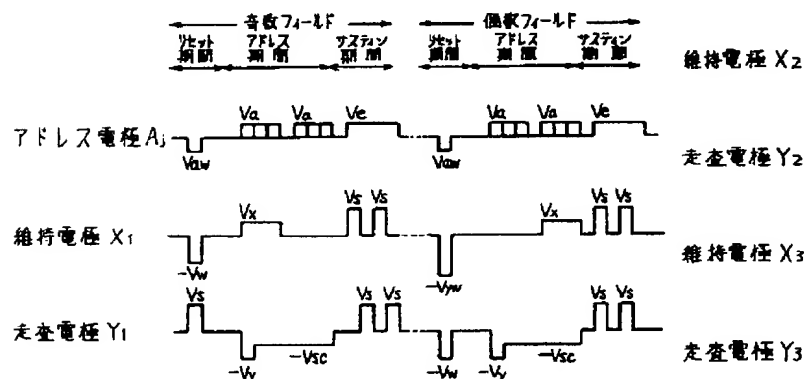 奇数フィールド 偶数フィールド
リセット期間 アドレス期間 サスティン期間 リセット期間 アドレス期間 サスティン期間
維持電極 X2
Va Va Ve Va Va Ve
アドレス電極 Aj
Vaw Vaw
走査電極 Y2
Vx Vs Vs Vx Vs Vs
維持電極 X1
維持電極 X3
-Vw -Vyw
Vs Vs Vs Vs Vs
走査電極 Y1
走査電極 Y3
-Vy -Vsc -Vw -Vy -Vsc